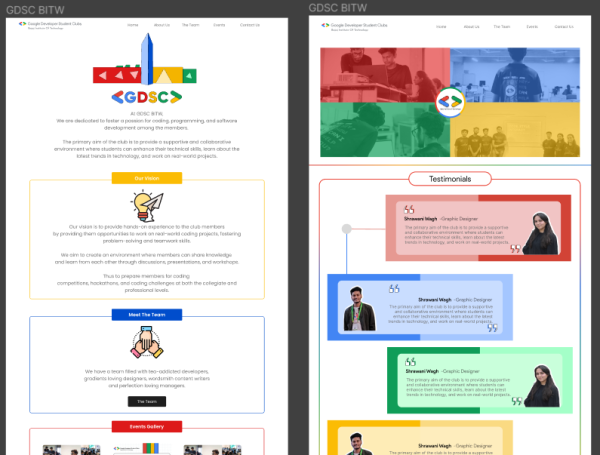 GDSC BITW
Google Developer Student Clubs
Home About Us The Team Events Contact Us
<GDSC>
At GDSC BITW,
We are dedicated to foster a passion for coding, programming, and software
development among the members.
The primary aim of the club is to provide a supportive and collaborative
environment where students can enhance their technical skills, learn about the
latest trends in technology, and work on real-world projects.
Our Vision
Our vision is to provide hands-on experience to the club members
by providing them opportunities to work on real-world coding projects, fostering
problem-solving and teamwork skills.
We aim to create an environment where members can share knowledge
and learn from each other through discussions, presentations, and workshops.
Thus to prepare members for coding
competitions, hackathons, and coding challenges at both the collegiate and
professional levels.
Meet The Team
We have a team filled with tea-addicted developers,
gradients loving designers, wordsmith content writers
and perfection loving managers.
The Team
Events Gallery
GDSC BITW
Google Developer Student Clubs
Home About Us The Team Events Contact Us
Testimonials
Shrawani Wagh -Graphic Designer
The primary aim of the club is to provide a supportive
and collaborative environment where students can
enhance their technical skills, learn about the latest
trends in technology, and work on real-world projects.
Shrawani Wagh -Graphic Designer
The primary aim of the club is to provide a supportive
and collaborative environment where students can
enhance their technical skills, learn about the latest
trends in technology, and work on real-world projects.
Shrawani Wagh -Graphic Designer
The primary aim of the club is to provide a supportive
and collaborative environment where students can
enhance their technical skills, learn about the latest
trends in technology, and work on real-world projects.
Shrawani Wagh -Graphic Designer
The primary aim of the club is to provide a supportive